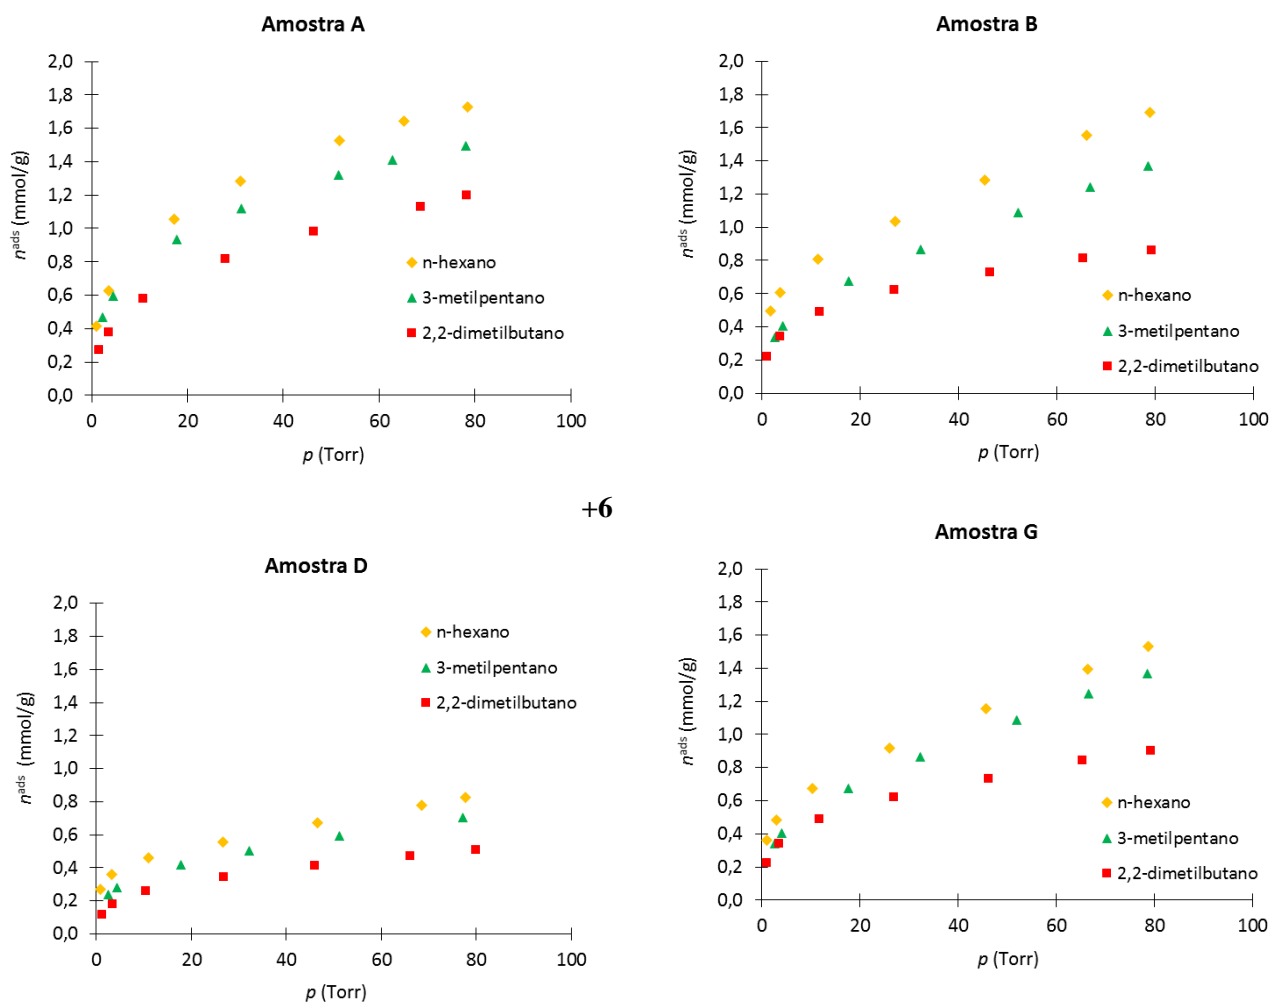 Amostra A
2,0
1,8
1,6
1,4
1,2
1,0
0,8
0,6
0,4
0,2
0,0
nᵃᵈˢ (mmol/g)
n-hexano
3-metilpentano
2,2-dimetilbutano
0 20 40 60 80 100
p (Torr)
Amostra B
2,0
1,8
1,6
1,4
1,2
1,0
0,8
0,6
0,4
0,2
0,0
nᵃᵈˢ (mmol/g)
n-hexano
3-metilpentano
2,2-dimetilbutano
0 20 40 60 80 100
p (Torr)
+6
Amostra D
2,0
1,8
1,6
1,4
1,2
1,0
0,8
0,6
0,4
0,2
0,0
nᵃᵈˢ (mmol/g)
n-hexano
3-metilpentano
2,2-dimetilbutano
0 20 40 60 80 100
p (Torr)
Amostra G
2,0
1,8
1,6
1,4
1,2
1,0
0,8
0,6
0,4
0,2
0,0
nᵃᵈˢ (mmol/g)
n-hexano
3-metilpentano
2,2-dimetilbutano
0 20 40 60 80 100
p (Torr)